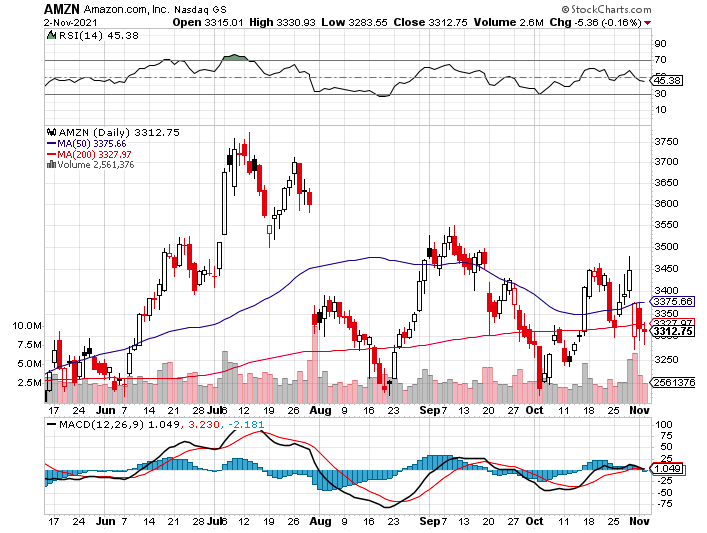 AMZN Amazon.com, Inc. Nasdaq GS © StockCharts.com
2-Nov-2021 Open 3315.01 High 3330.93 Low 3283.55 Close 3312.75 Volume 2.6M Chg -5.36 (-0.16%)
RSI(14) 45.38
90
70
50
45.38
30
10
AMZN (Daily) 3312.75
MA(50) 3375.66
MA(200) 3327.97
Volume 2,561,376
3750
3700
3650
3600
3550
3500
3450
3400
3375.66
3350
3327.97
3312.75
3250
2561376
10.0M
7.5M
5.0M
2.5M
17 24 Jun 7 14 21 28 Jul 6 12 19 26 Aug 9 16 23 Sep 7 13 20 27 Oct 11 18 25 Nov
MACD(12,26,9) 1.049, 3.230, -2.181
100
75
50
25
1.049
-25
-50
-75
17 24 Jun 7 14 21 28 Jul 6 12 19 26 Aug 9 16 23 Sep 7 13 20 27 Oct 11 18 25 Nov